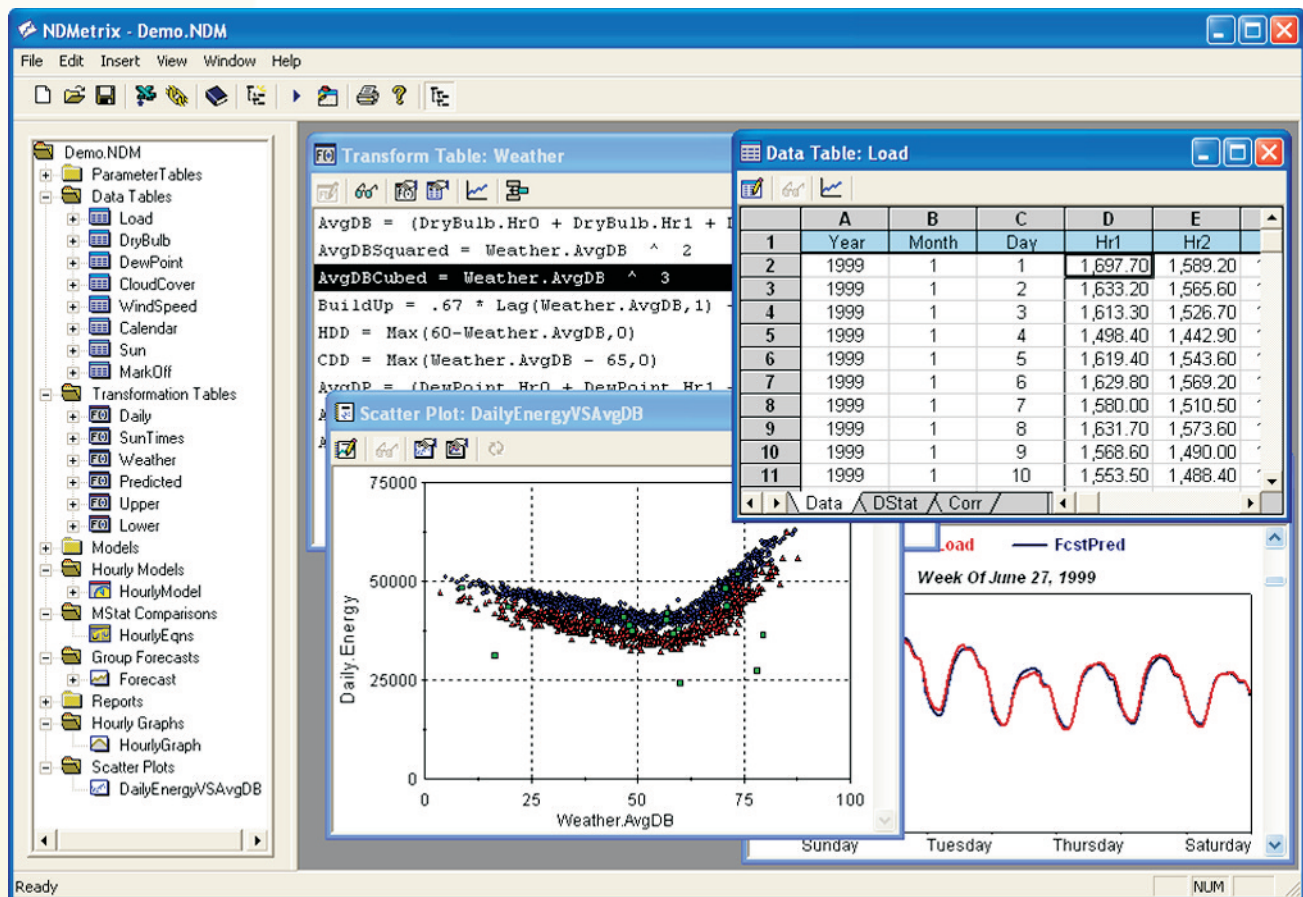 NDMetrix - Demo.NDM
File Edit Insert View Window Help
Demo.NDM
ParameterTables
Data Tables
Load
DryBulb
DewPoint
CloudCover
WindSpeed
Calendar
Sun
MarkOff
Transformation Tables
Daily
SunTimes
Weather
Predicted
Upper
Lower
Models
Hourly Models
HourlyModel
MStat Comparisons
HourlyEqns
Group Forecasts
Forecast
Reports
Hourly Graphs
HourlyGraph
Scatter Plots
DailyEnergyVSAvgDB
Transform Table: Weather
AvgDB = (DryBulb.Hr0 + DryBulb.Hr1 +
AvgDBSquared = Weather.AvgDB ^ 2
AvgDBCubed = Weather.AvgDB ^ 3
BuildUp = .67 * Lag(Weather.AvgDB,1)
HDD = Max(60-Weather.AvgDB,0)
CDD = Max(Weather.AvgDB - 65,0)
AvgDP = (DewPoint.Hr0 + DewPoint.Hr1
Data Table: Load
A B C D E
1 Year Month Day Hr1 Hr2
2 1999 1 1 1,697.70 1,589.20
3 1999 1 2 1,633.20 1,565.60
4 1999 1 3 1,613.30 1,526.70
5 1999 1 4 1,498.40 1,442.90
6 1999 1 5 1,619.40 1,543.60
7 1999 1 6 1,629.80 1,569.20
8 1999 1 7 1,580.00 1,510.50
9 1999 1 8 1,631.70 1,573.60
10 1999 1 9 1,568.60 1,490.00
11 1999 1 10 1,553.50 1,488.40
Data DStat Corr
Scatter Plot: DailyEnergyVSAvgDB
75000
50000
25000
0
Daily.Energy
0 25 50 75 100
Weather.AvgDB
Load FcstPred
Week Of June 27, 1999
Sunday Tuesday Thursday Saturday
Ready
NUM